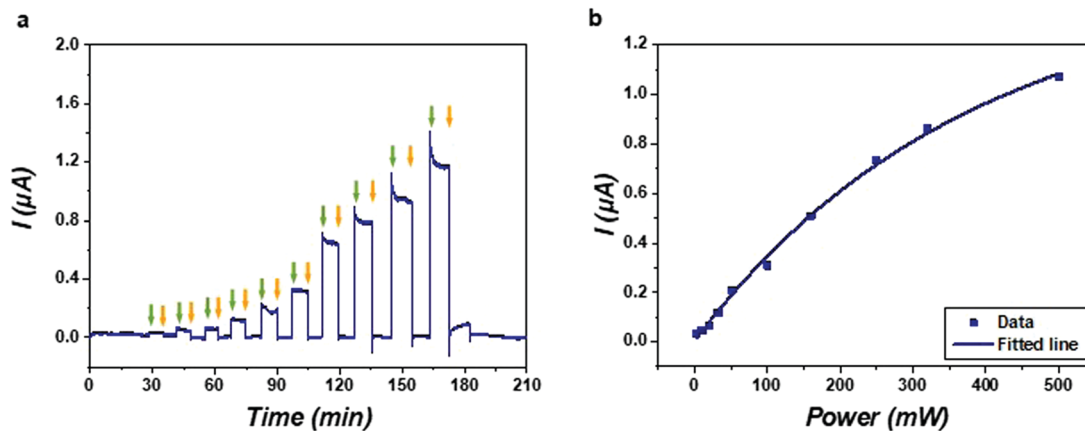 a
2.0
1.6
1.2
0.8
0.4
0.0
I (µA)
0 30 60 90 120 150 180 210
Time (min)
b
1.2
1.0
0.8
0.6
0.4
0.2
0.0
I (µA)
0 100 200 300 400 500
Power (mW)
Data
Fitted line